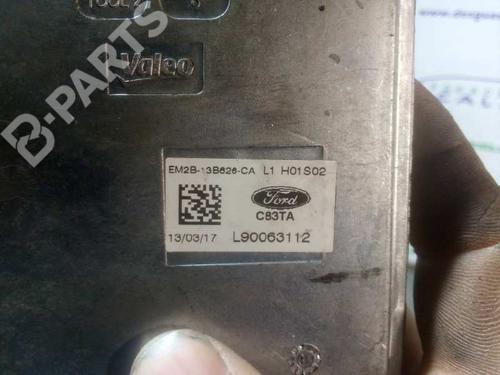 Valeo
EM2B-13B626-CA L1 H01S02
Ford
C83TA
13/03/17 L90063112
B-PARTS